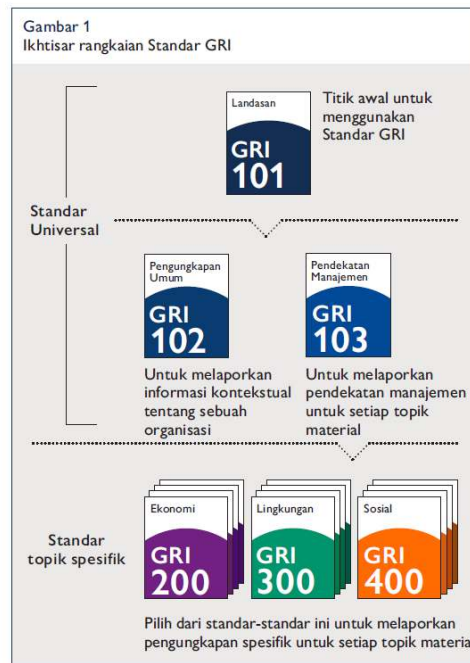 Gambar 1
Ikhtisar rangkaian Standar GRI
Landasan
GRI
101
Titik awal untuk
menggunakan
Standar GRI
Standar
Universal
Pengungkapan
Umum
GRI
102
Pendekatan
Manajemen
GRI
103
Untuk melaporkan
informasi kontekstual
tentang sebuah
organisasi
Untuk melaporkan
pendekatan manajemen
untuk setiap topik
material
Standar
topik spesifik
Ekonomi
GRI
200
Lingkungan
GRI
300
Sosial
GRI
400
Pilih dari standar-standar ini untuk melaporkan
pengungkapan spesifik untuk setiap topik materia